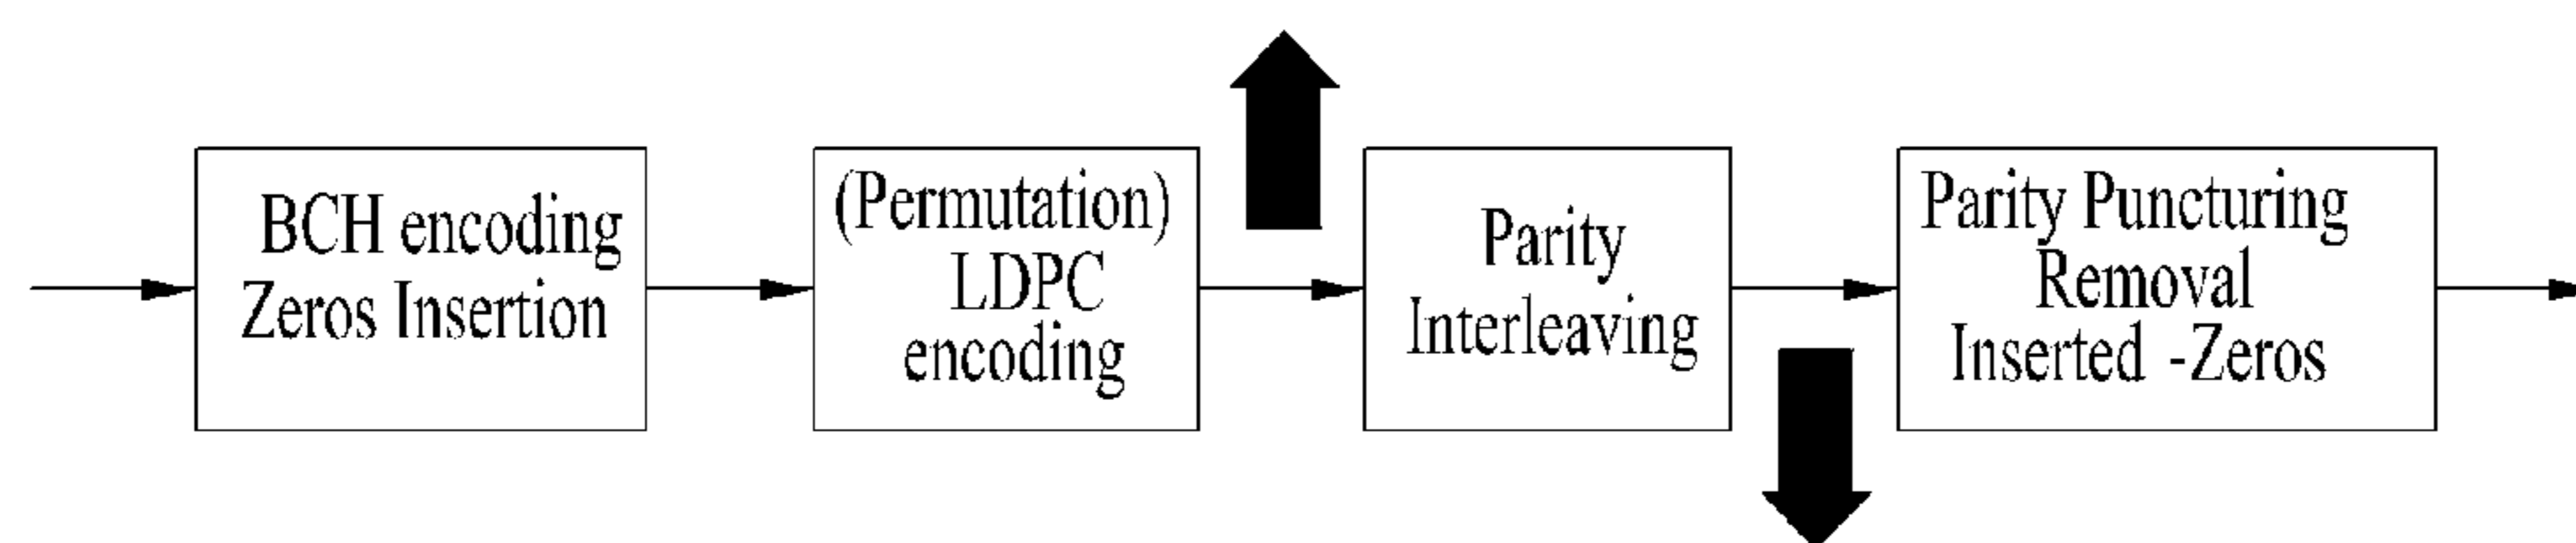 BCH encoding
Zeros Insertion
(Permutation)
LDPC
encoding
Parity
Interleaving
Parity Puncturing
Removal
Inserted -Zeros